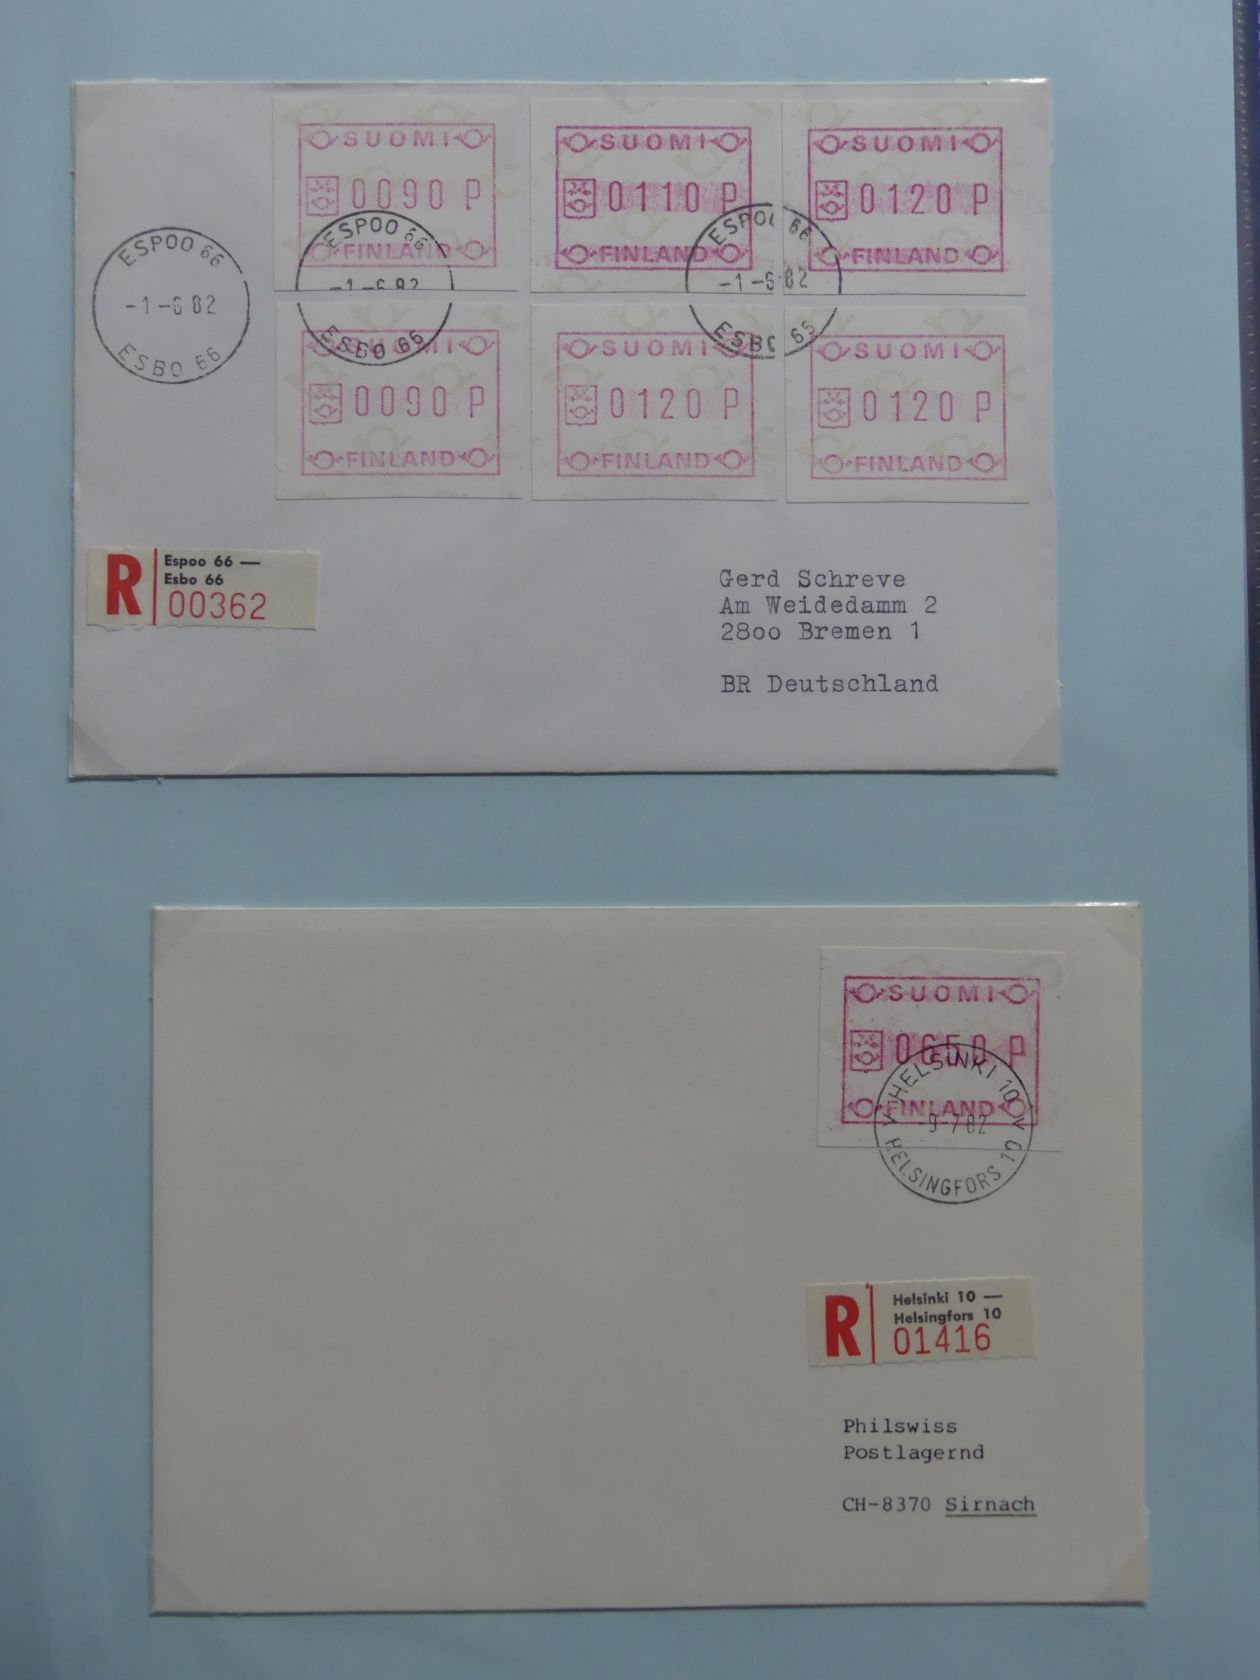 SUOMI
0090 P
FINLAND
SUOMI
0110 P
FINLAND
SUOMI
0120 P
FINLAND
ESPOO 66
-1-6 82
ESBO 66
ESPOO 66
-1-6 82
ESBO 66
ESPOO 66
-1-6 82
ESBO 66
SUOMI
0090 P
FINLAND
SUOMI
0120 P
FINLAND
SUOMI
0120 P
FINLAND
R
Espoo 66 —
Esbo 66
00362
Gerd Schreve
Am Weidedamm 2
28oo Bremen 1
BR Deutschland
SUOMI
0650 P
FINLAND
HELSINKI 10
-9-7 82
HELSINGFORS 10
R
Helsinki 10 —
Helsingfors 10
01416
Philswiss
Postlagernd
CH-8370 Sirnach